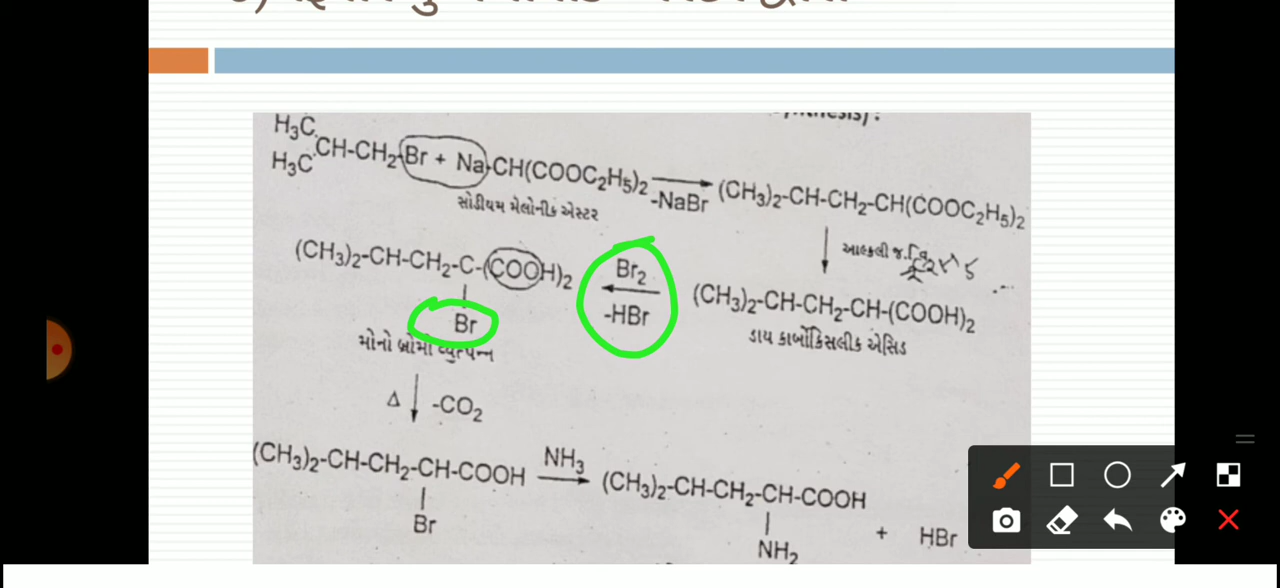 H₃C
H₃C CH-CH₂-Br + Na-CH(COOC₂H₅)₂ → -NaBr (CH₃)₂-CH-CH₂-CH(COOC₂H₅)₂
સોડીયમ મેલોનીક એસ્ટર
આલ્કલી જ.
(CH₃)₂-CH-CH₂-C-(COOH)₂ Br₂ ← -HBr (CH₃)₂-CH-CH₂-CH-(COOH)₂
Br
ડાય કાર્બોક્સિલીક એસિડ
મોનો બ્રોમો વ્યુત્પન્ન
Δ ↓ -CO₂
(CH₃)₂-CH-CH₂-CH-COOH NH₃ → (CH₃)₂-CH-CH₂-CH-COOH
Br
NH₂ + HBr